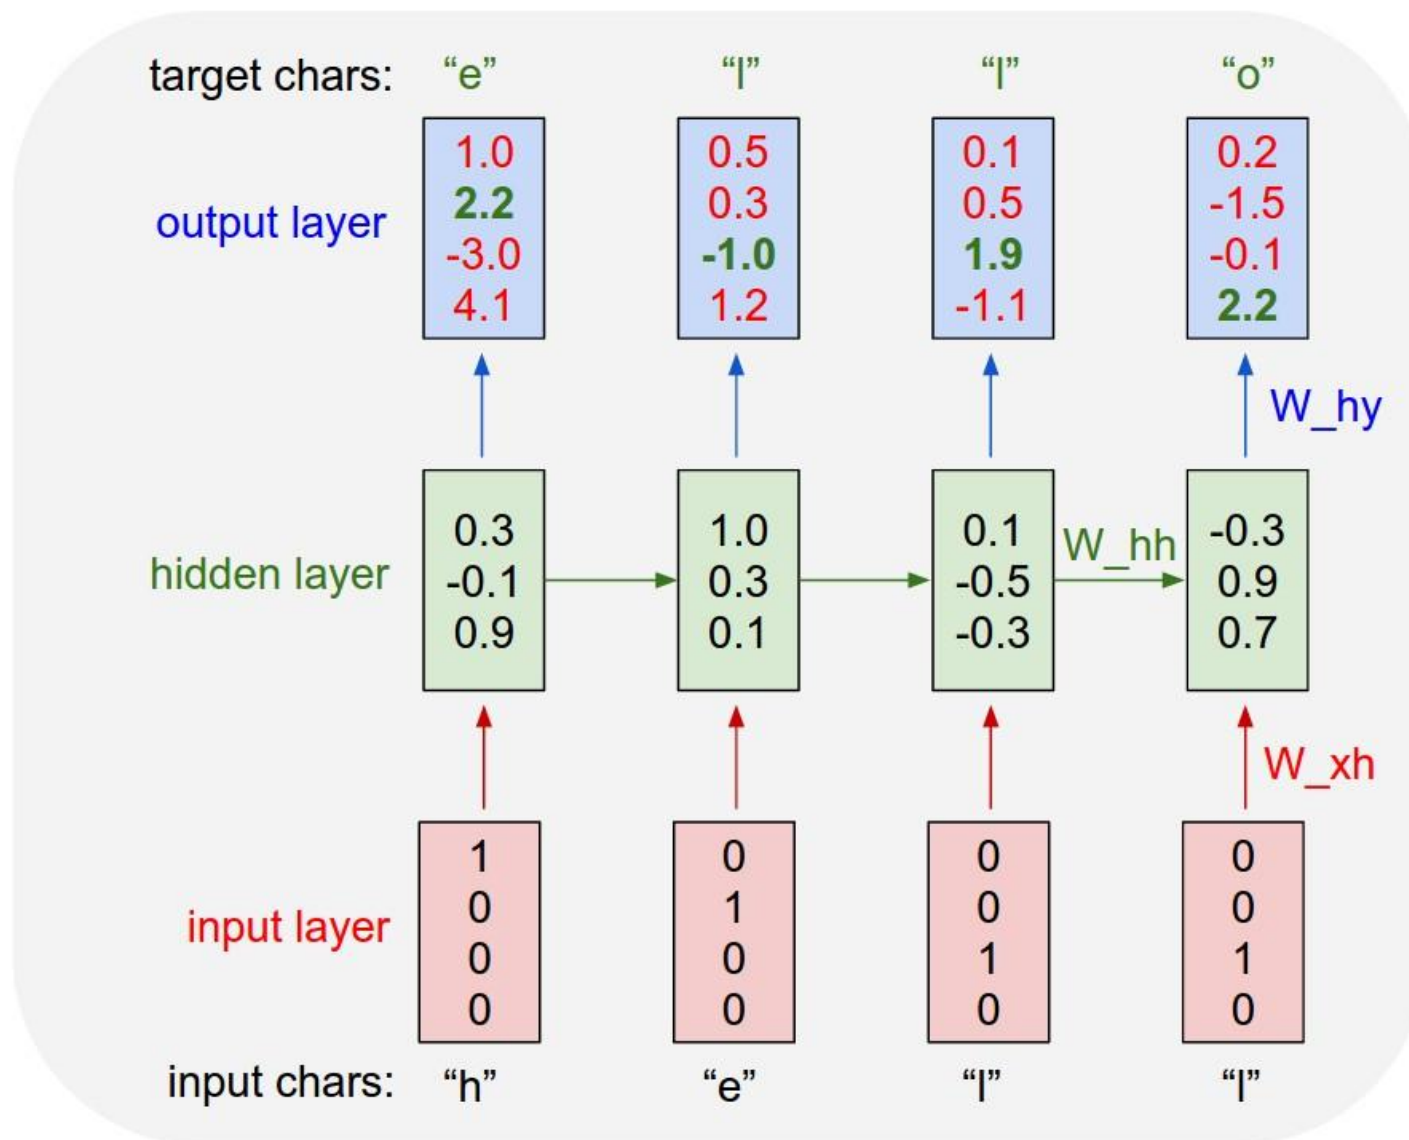 target chars: “e” “l” “l” “o”
output layer
1.0 0.5 0.1 0.2
2.2 0.3 0.5 -1.5
-3.0 -1.0 1.9 -0.1
4.1 1.2 -1.1 2.2
W_hy
hidden layer
0.3 1.0 0.1 W_hh -0.3
-0.1 0.3 -0.5 0.9
0.9 0.1 -0.3 0.7
W_xh
input layer
1 0 0 0
0 1 0 0
0 0 1 1
0 0 0 0
input chars: “h” “e” “l” “l”